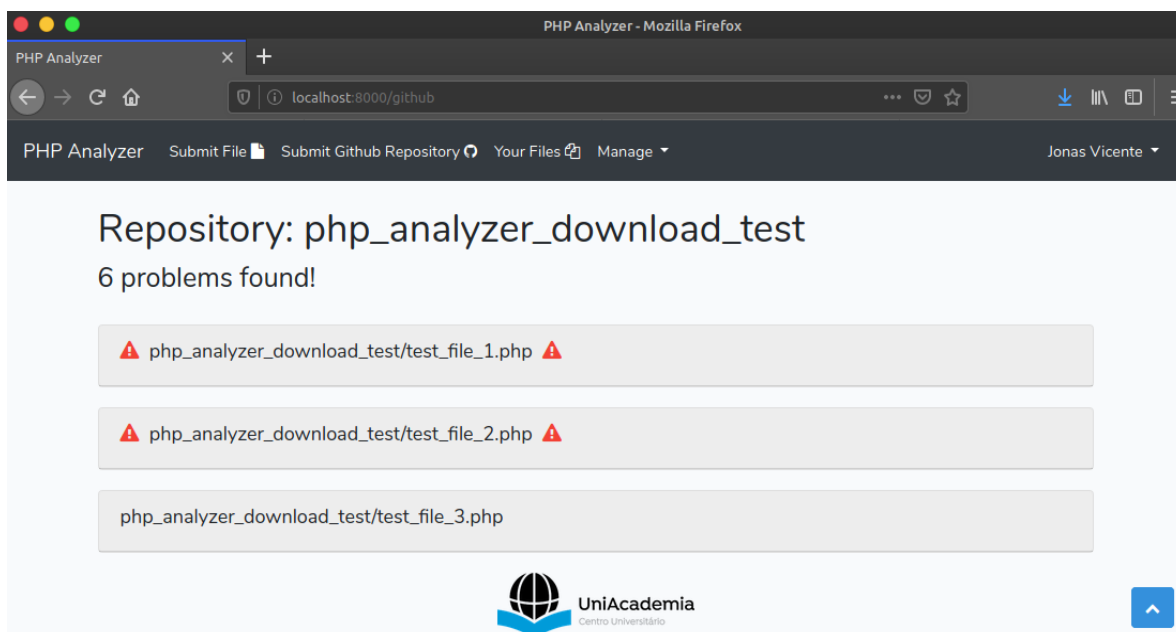 PHP Analyzer - Mozilla Firefox
PHP Analyzer
localhost:8000/github
PHP Analyzer Submit File Submit Github Repository Your Files Manage Jonas Vicente
Repository: php_analyzer_download_test
6 problems found!
php_analyzer_download_test/test_file_1.php
php_analyzer_download_test/test_file_2.php
php_analyzer_download_test/test_file_3.php
UniAcademia
Centro Universitário